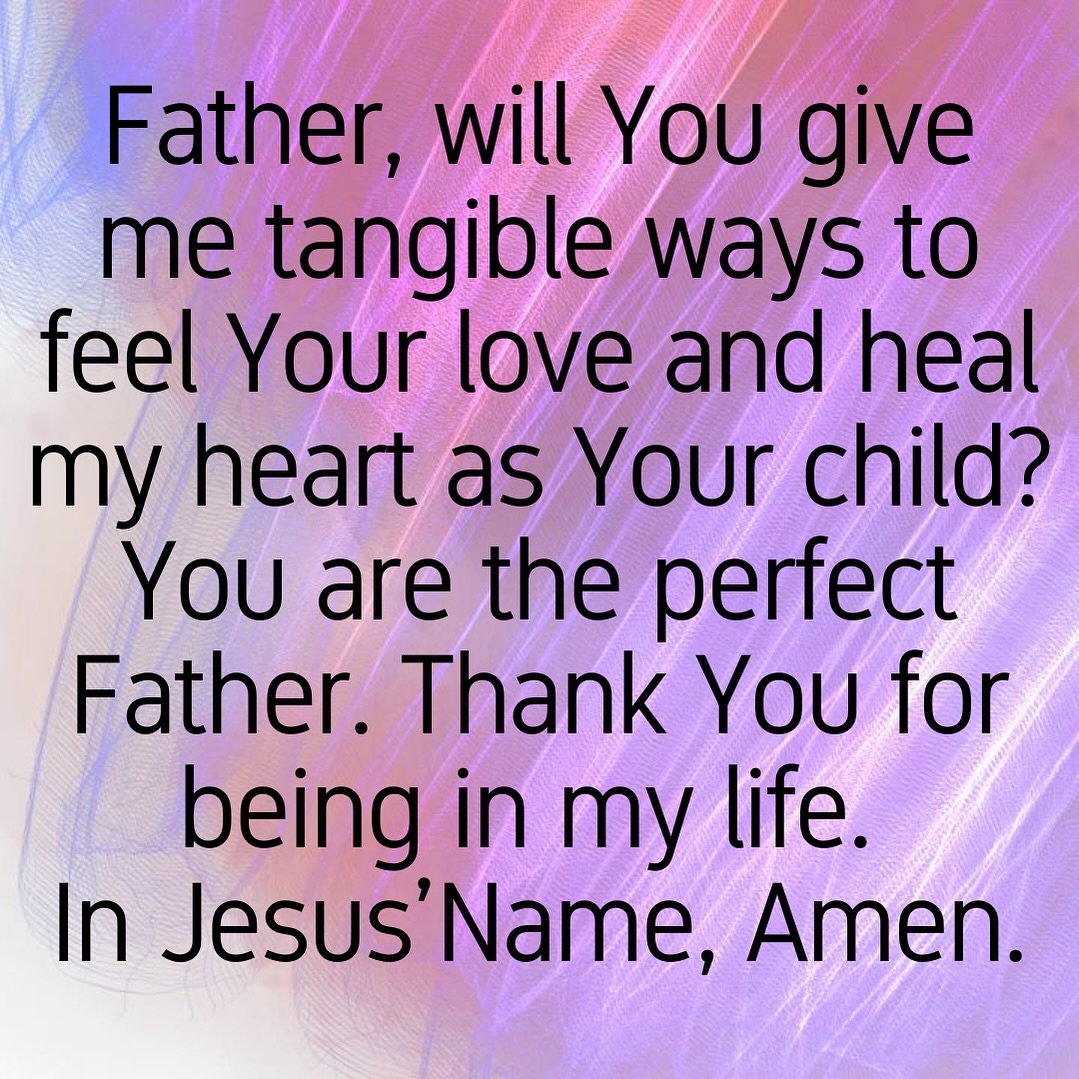 Father, will You give
me tangible ways to
feel Your love and heal
my heart as Your child?
You are the perfect
Father. Thank You for
being in my life.
In Jesus’Name, Amen.